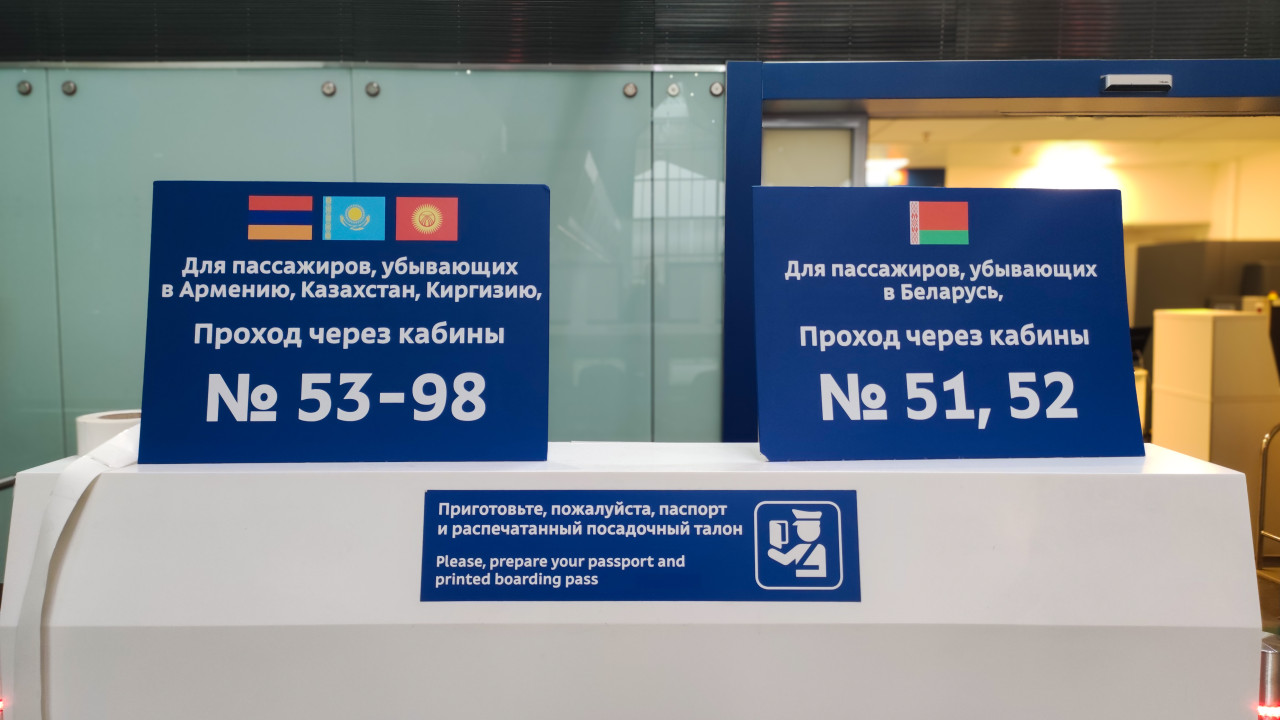 Для пассажиров, убывающих
в Армению, Казахстан, Киргизию,
Проход через кабины
№ 53-98
Для пассажиров, убывающих
в Беларусь,
Проход через кабины
№ 51, 52
Приготовьте, пожалуйста, паспорт
и распечатанный посадочный талон
Please, prepare your passport and
printed boarding pass